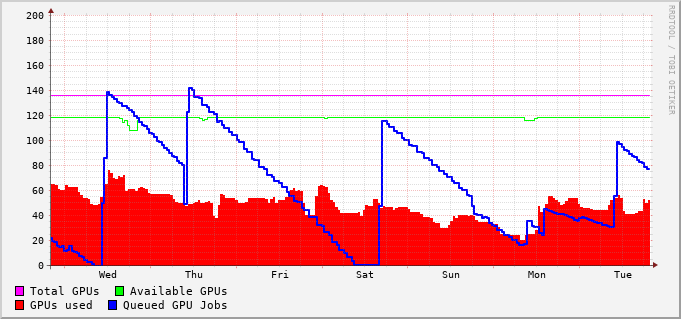 200
180
160
140
120
100
80
60
40
20
0
Wed Thu Fri Sat Sun Mon Tue
Total GPUs Available GPUs
GPUs used Queued GPU Jobs
RRDTOOL / TOBI OETIKER